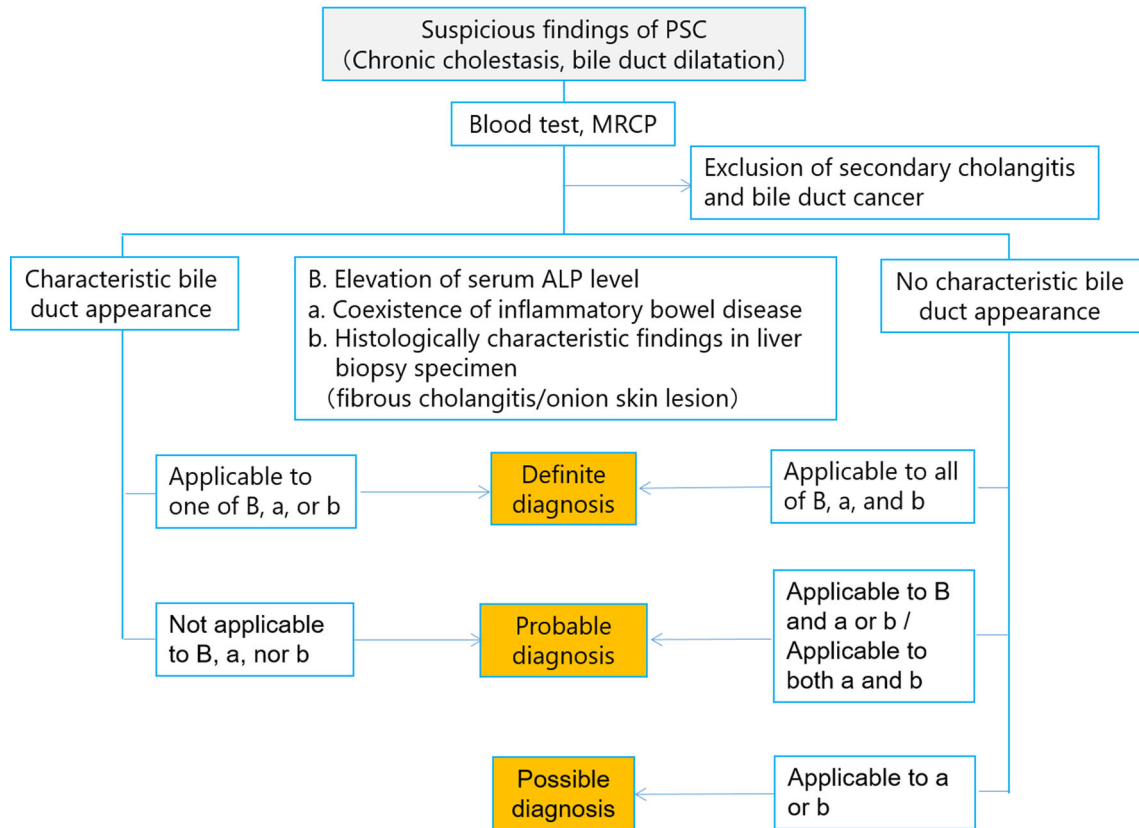 Suspicious findings of PSC
（Chronic cholestasis, bile duct dilatation）
Blood test, MRCP
Exclusion of secondary cholangitis
and bile duct cancer
Characteristic bile
duct appearance
B. Elevation of serum ALP level
a. Coexistence of inflammatory bowel disease
b. Histologically characteristic findings in liver
biopsy specimen
（fibrous cholangitis/onion skin lesion）
No characteristic bile
duct appearance
Applicable to
one of B, a, or b
Definite
diagnosis
Applicable to all
of B, a, and b
Not applicable
to B, a, nor b
Probable
diagnosis
Applicable to B
and a or b /
Applicable to
both a and b
Possible
diagnosis
Applicable to a
or b